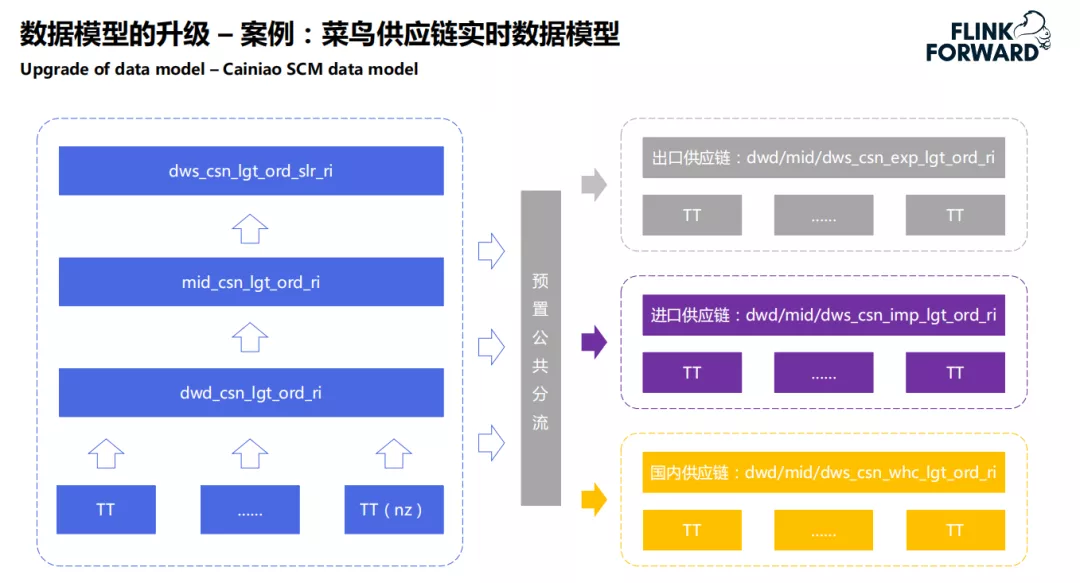 数据模型的升级 – 案例：菜鸟供应链实时数据模型
Upgrade of data model – Cainiao SCM data model
FLINK
FORWARD
dws_csn_lgt_ord_slr_ri
mid_csn_lgt_ord_ri
dwd_csn_lgt_ord_ri
TT
......
TT（nz）
预置公共分流
出口供应链：dwd/mid/dws_csn_exp_lgt_ord_ri
TT
......
TT
进口供应链：dwd/mid/dws_csn_imp_lgt_ord_ri
TT
......
TT
国内供应链：dwd/mid/dws_csn_whc_lgt_ord_ri
TT
......
TT